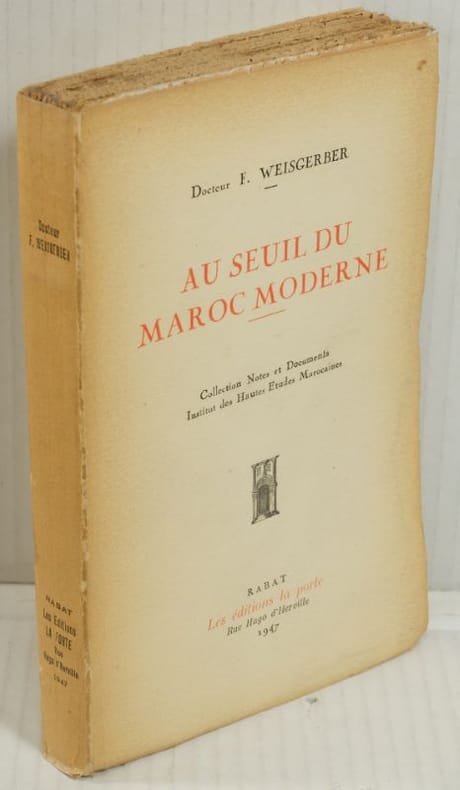 Docteur F. WEISGERBER
AU SEUIL DU
MAROC MODERNE
Collection Notes et Documents
Institut des Hautes Etudes Marocaines
RABAT
Les éditions la porte
Rue Hugo d'Herville
1947
Docteur
F. WEISGERBER
RABAT
Les Editions
LA PORTE
Rue
Hugo d'Herville
1947